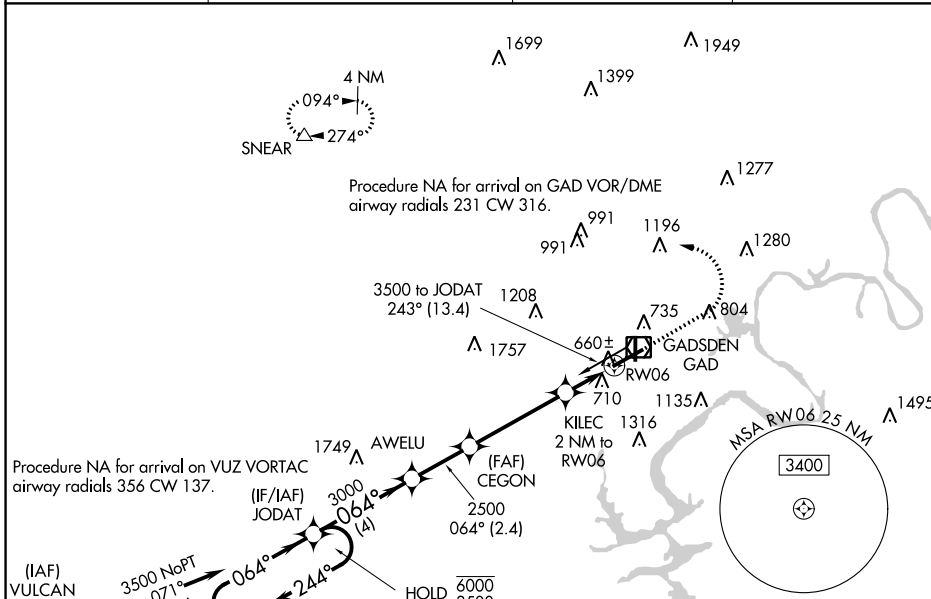 1699
1949
4 NM
1399
094°
274°
SNEAR
1277
Procedure NA for arrival on GAD VOR/DME
airway radials 231 CW 316.
991
991
1196
1280
3500 to JODAT
243° (13.4)
1208
735
804
1757
660±
GADSDEN
GAD
RW06
710
1135
1495
KILEC
2 NM to
RW06
1316
MSA RW06 25 NM
3400
1749
AWELU
(FAF)
CEGON
Procedure NA for arrival on VUZ VORTAC
airway radials 356 CW 137.
(IF/IAF)
JODAT
3000
064°
(4)
2500
064° (2.4)
(IAF)
VULCAN
3500 NoPT
071°
064°
244°
HOLD 6000